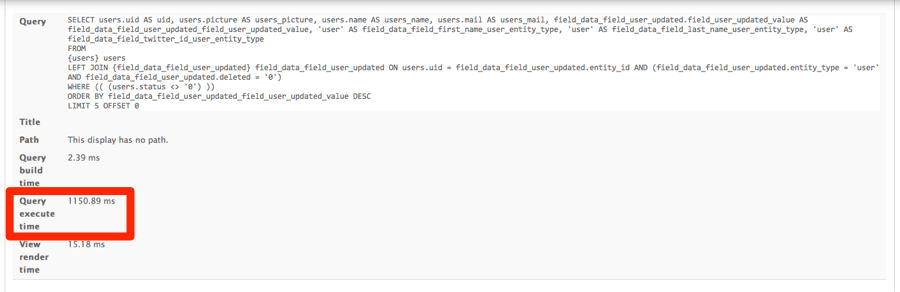 Query
SELECT users.uid AS uid, users.picture AS users_picture, users.name AS users_name, users.mail AS users_mail, field_data_field_user_updated.field_user_updated_value AS
field_data_field_user_updated_field_user_updated_value, 'user' AS field_data_field_first_name_user_entity_type, 'user' AS field_data_field_last_name_user_entity_type, 'user' AS
field_data_field_twitter_id_user_entity_type
FROM
{users} users
LEFT JOIN {field_data_field_user_updated} field_data_field_user_updated ON users.uid = field_data_field_user_updated.entity_id AND (field_data_field_user_updated.entity_type = 'user'
AND field_data_field_user_updated.deleted = '0')
WHERE (( (users.status <> '0') ))
ORDER BY field_data_field_user_updated_field_user_updated_value DESC
LIMIT 5 OFFSET 0
Title
Path
This display has no path.
Query
build
time
2.39 ms
Query
execute
time
1150.89 ms
View
render
time
15.18 ms